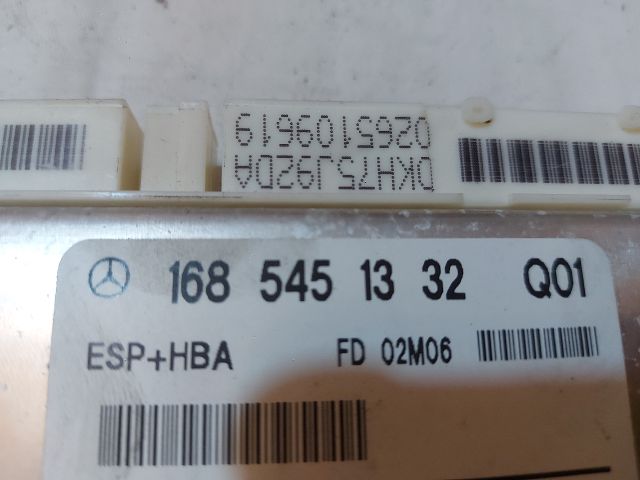 DKH75J92DA
0265109619
168 545 13 32 Q01
ESP+HBA FD 02M06